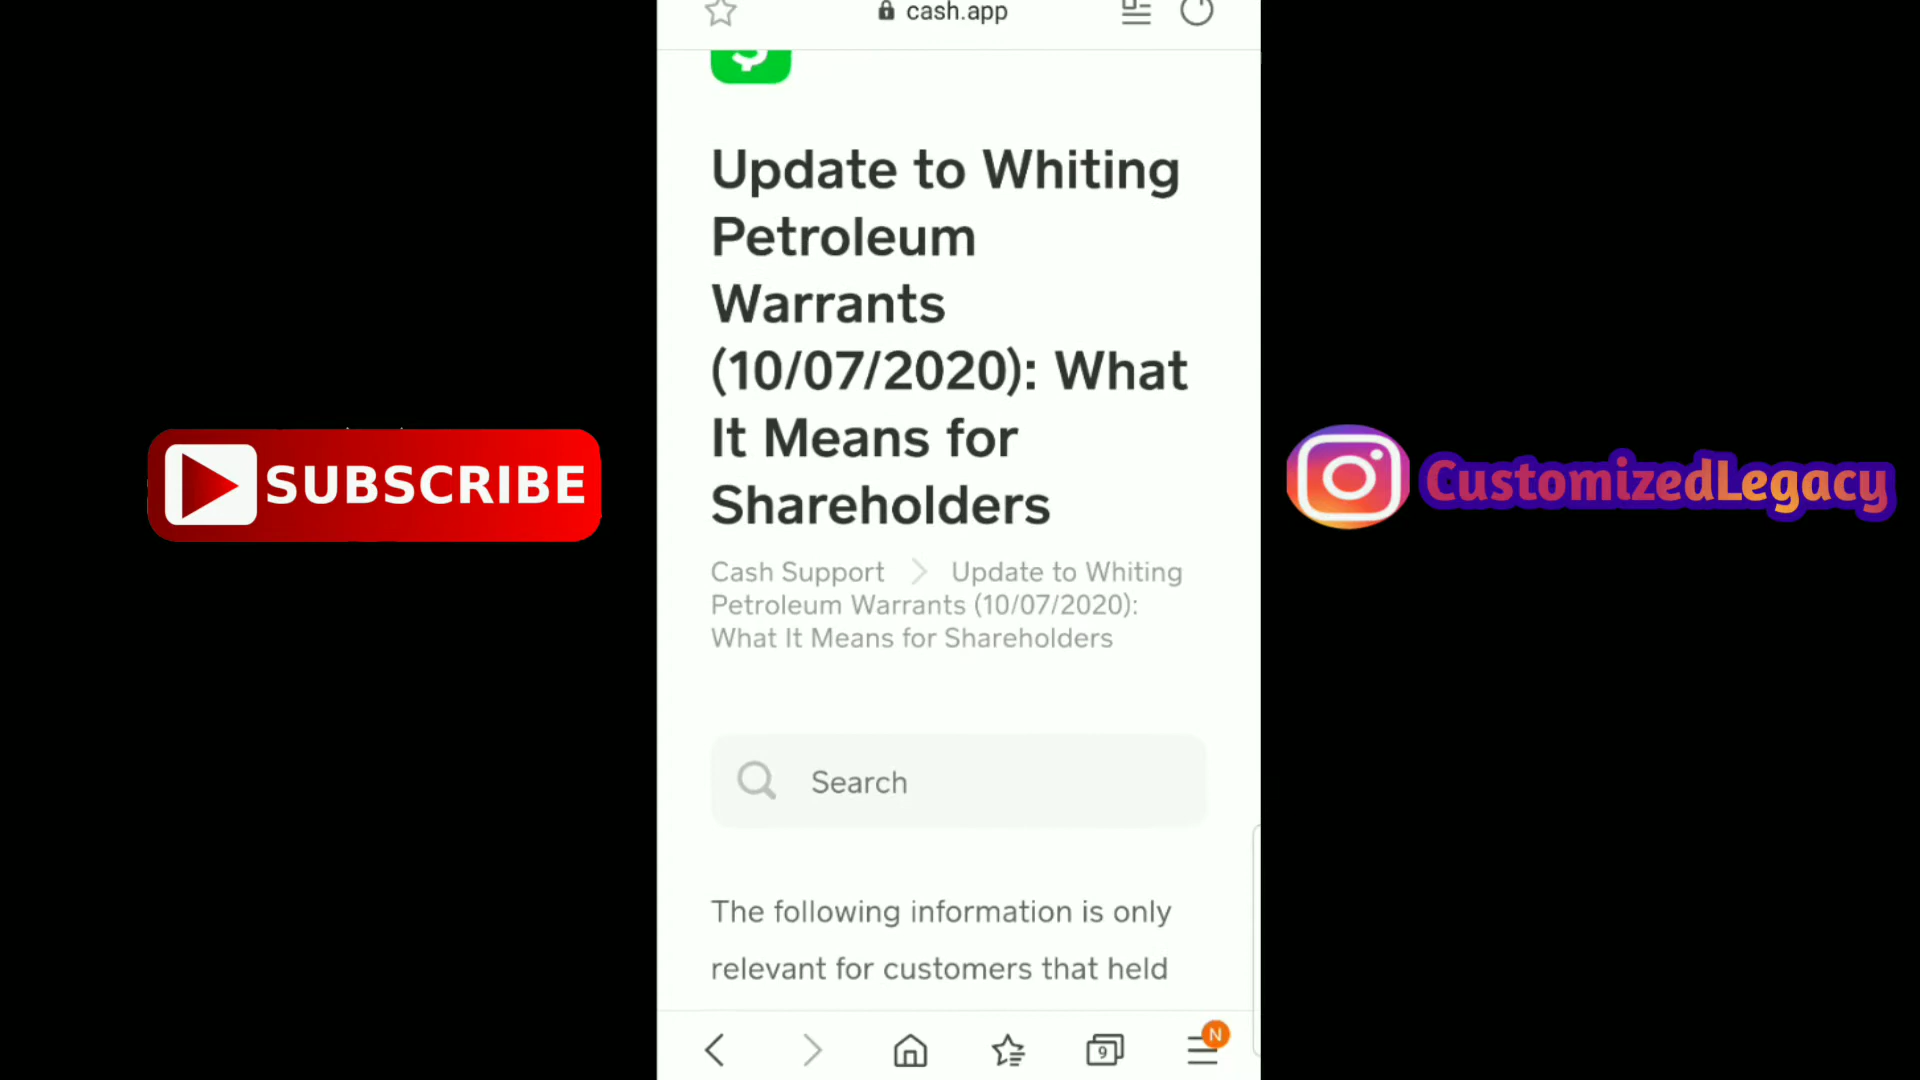 cash.app
Update to Whiting
Petroleum
Warrants
(10/07/2020): What
It Means for
Shareholders
Cash Support > Update to Whiting
Petroleum Warrants (10/07/2020):
What It Means for Shareholders
SUBSCRIBE
CustomizedLegacy
Search
The following information is only
relevant for customers that held
9
N